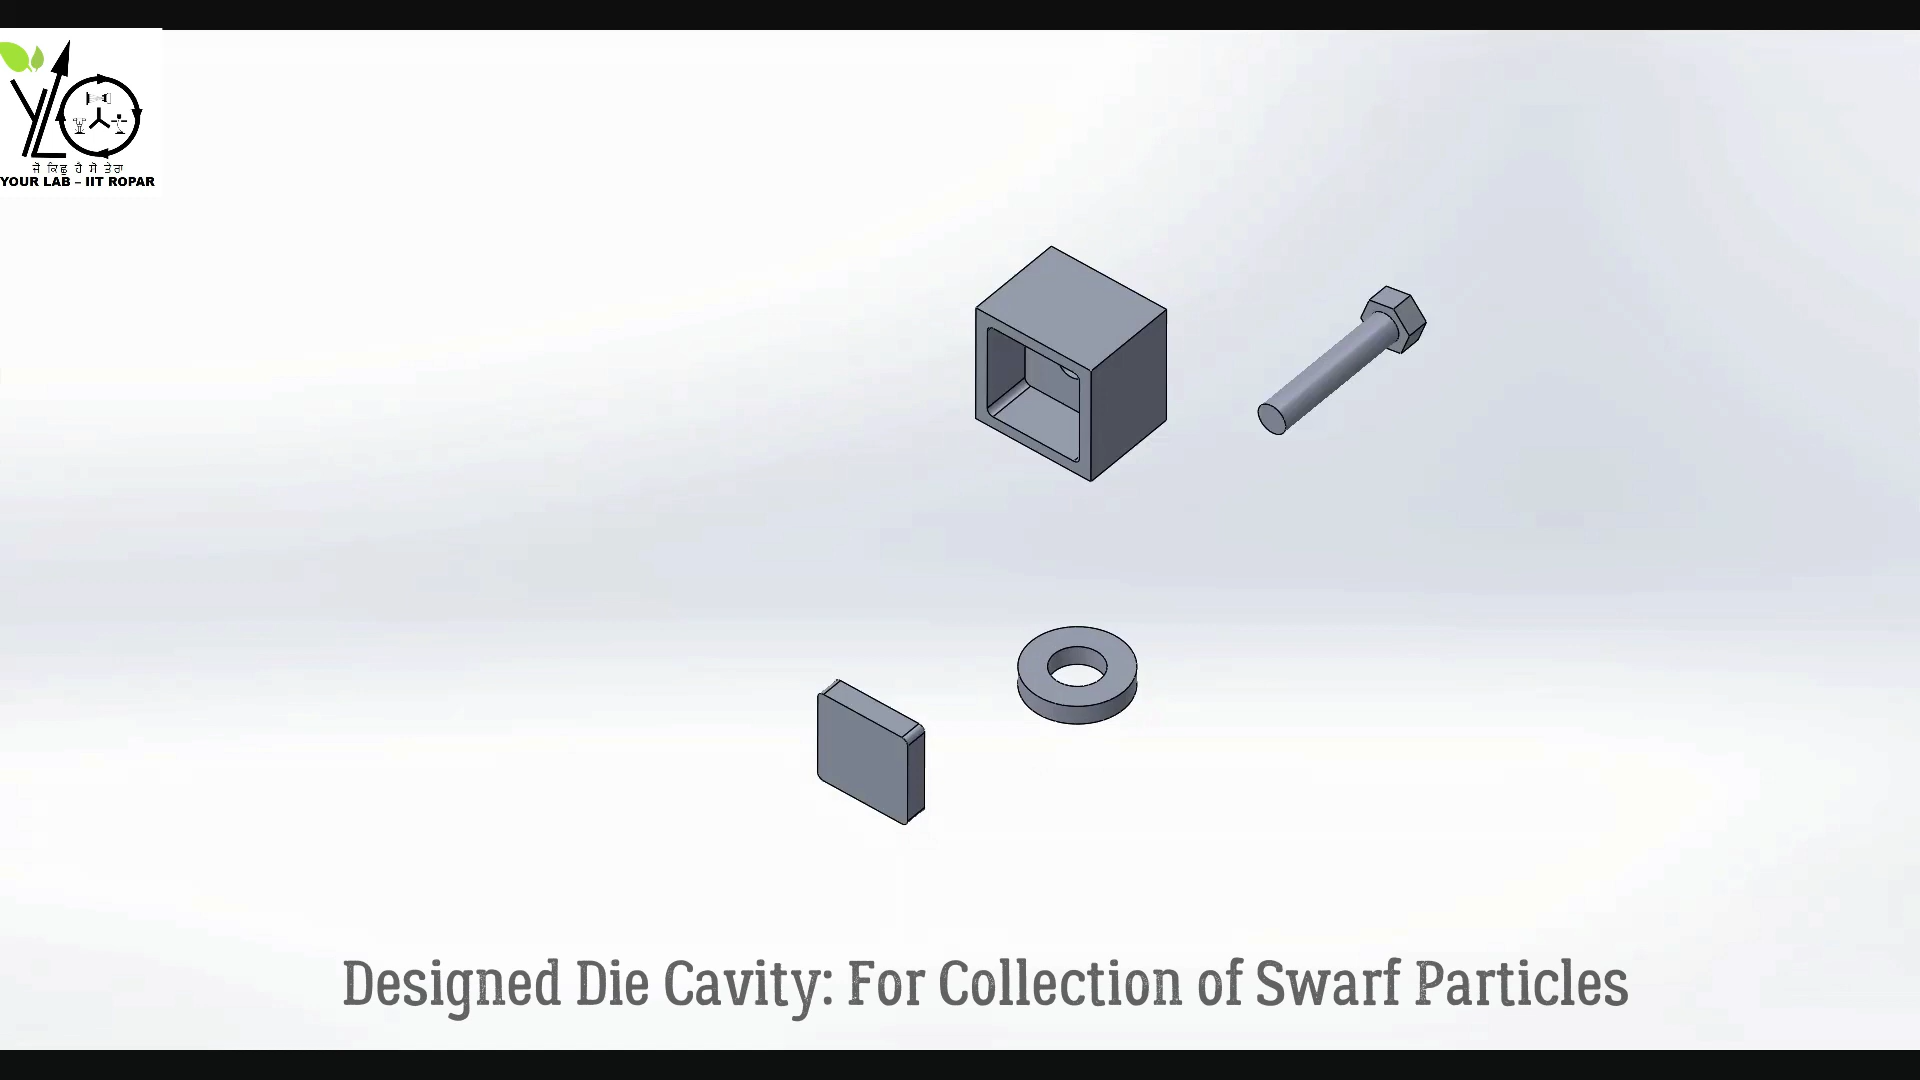 ਜੋ ਕਿਛੁ ਹੈ ਸੋ ਤੇਰਾ
YOUR LAB – IIT ROPAR
Designed Die Cavity: For Collection of Swarf Particles